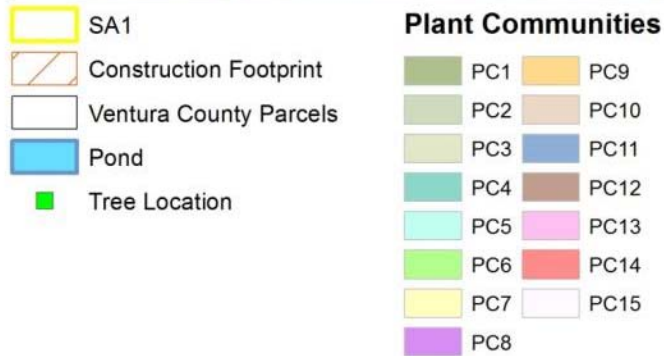 SA1
Construction Footprint
Ventura County Parcels
Pond
Tree Location
Plant Communities
PC1
PC2
PC3
PC4
PC5
PC6
PC7
PC8
PC9
PC10
PC11
PC12
PC13
PC14
PC15